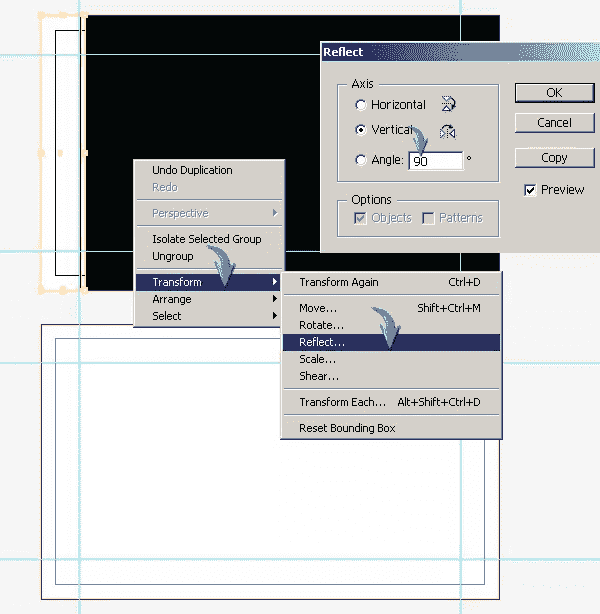 Reflect
Axis
Horizontal
Vertical
Angle: 90 °
Options
Objects Patterns
OK
Cancel
Copy
Preview
Undo Duplication
Redo
Perspective
Isolate Selected Group
Ungroup
Transform
Arrange
Select
Transform Again Ctrl+D
Move... Shift+Ctrl+M
Rotate...
Reflect...
Scale...
Shear...
Transform Each... Alt+Shift+Ctrl+D
Reset Bounding Box